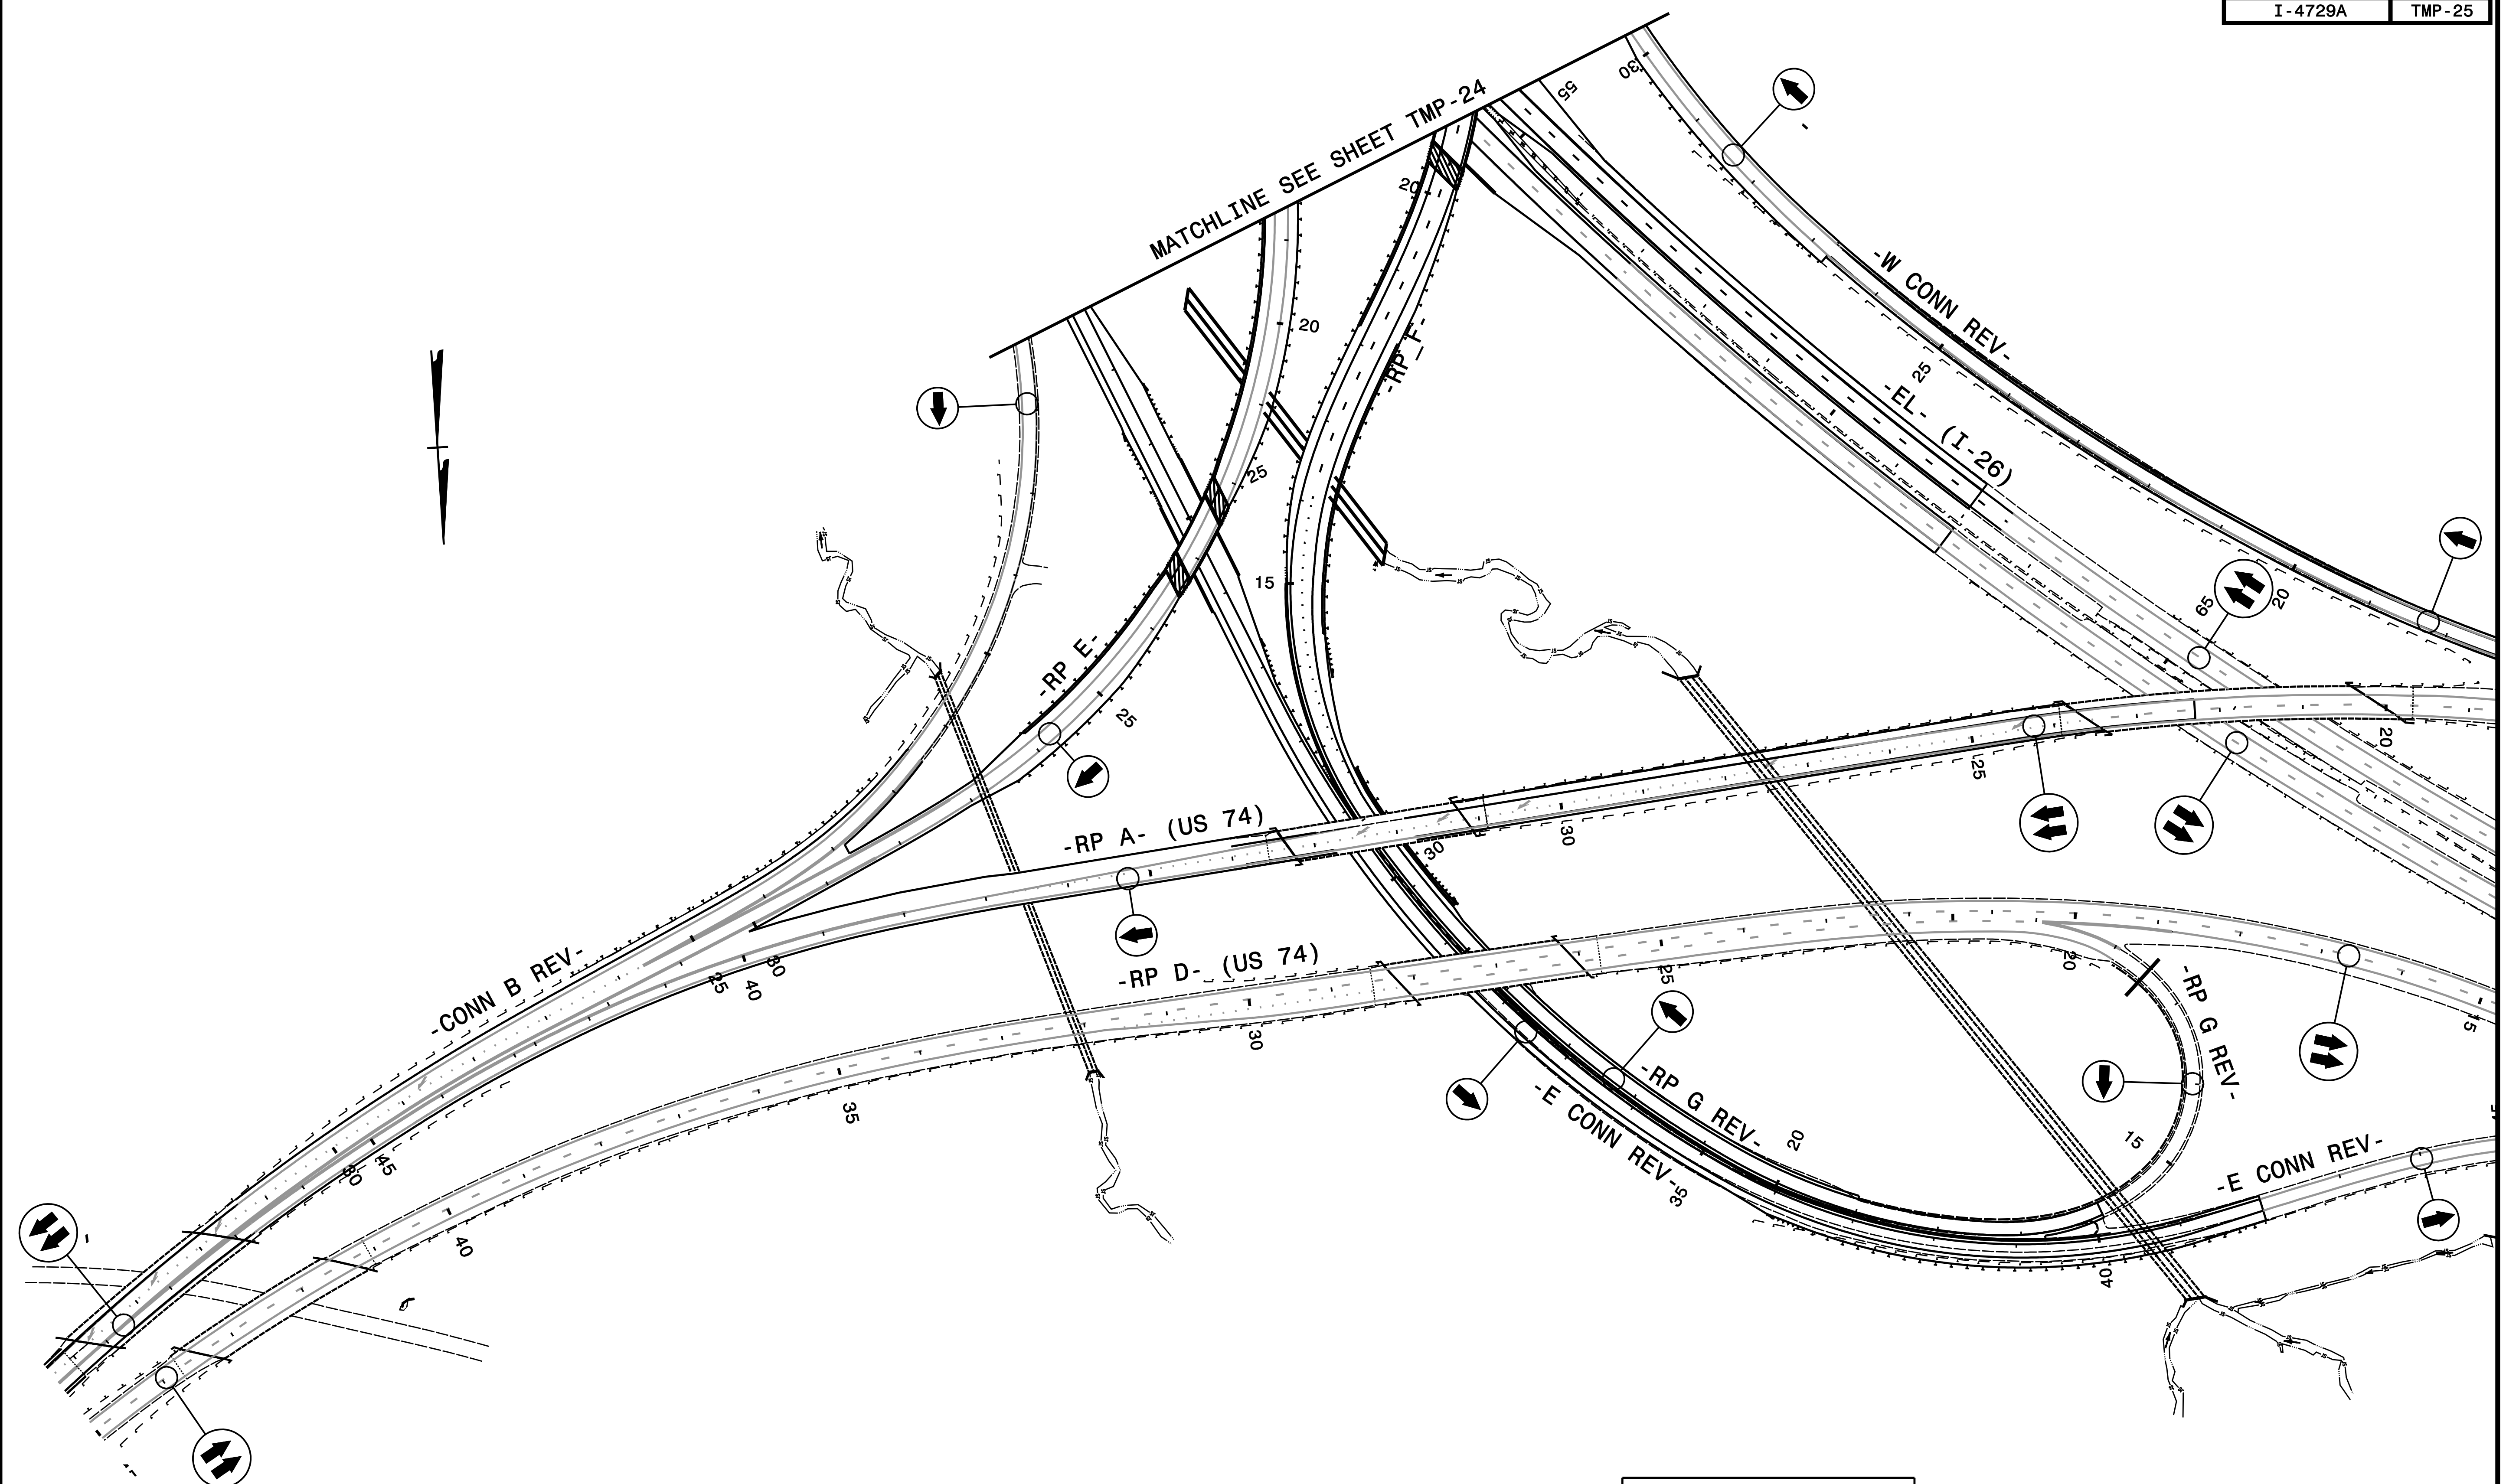 I-4729A
TMP-25
30
55
MATCHLINE SEE SHEET TMP-24
20
-W CONN REV-
20
-RP F-
25
-EL- (I-26)
25
15
65
20
-RP E-
25
20
25
-RP A- (US 74)
30
30
-CONN B REV-
25
40
30
-RP D- (US 74)
25
20
-RP G REV-
15
30
35
-RP G REV-
20
15
-E CONN REV-
35
-E CONN REV-
30
45
40
40